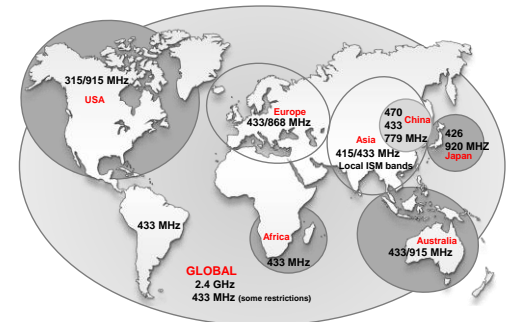 315/915 MHz
USA
Europe
433/868 MHz
470
China
433
779 MHz
Asia
415/433 MHz
Local ISM bands
426
920 MHZ
Japan
433 MHz
Africa
433 MHz
Australia
433/915 MHz
GLOBAL
2.4 GHz
433 MHz (some restrictions)